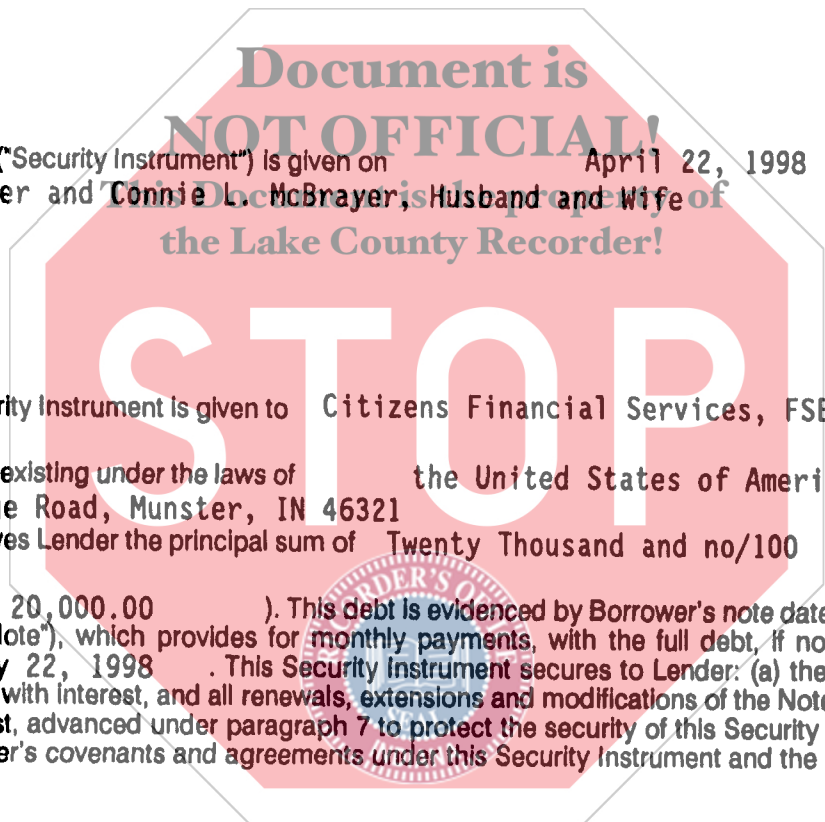 Document is
NOT OFFICIAL!
("Security Instrument") is given on April 22, 1998
er and Connie L. McBrayer, Husband and Wife
This Document is the property of
the Lake County Recorder!
STOP
rity Instrument is given to Citizens Financial Services, FSB
existing under the laws of the United States of Ameri
e Road, Munster, IN 46321
es Lender the principal sum of Twenty Thousand and no/100
20,000.00 ). This debt is evidenced by Borrower's note date
lote"), which provides for monthly payments, with the full debt, if no
y 22, 1998 . This Security Instrument secures to Lender: (a) the
with interest, and all renewals, extensions and modifications of the Note
st, advanced under paragraph 7 to protect the security of this Security
er's covenants and agreements under this Security Instrument and the
RECORDER'S OFFICE
SEAL
INDIANA